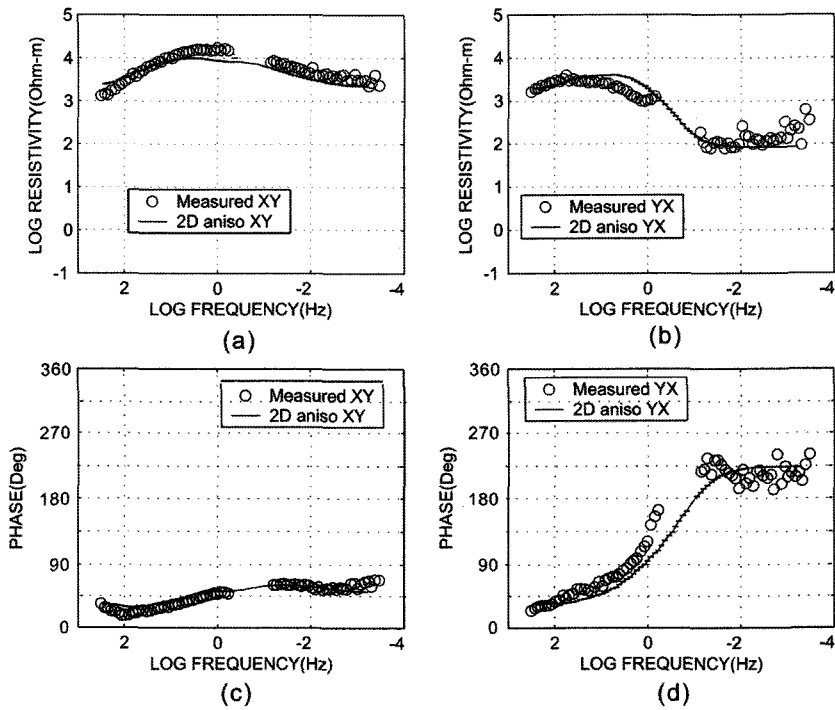 5
4
3
2
1
0
-1
LOG RESISTIVITY(Ohm-m)
Measured XY
2D aniso XY
2
0
-2
-4
LOG FREQUENCY(Hz)
(a)
5
4
3
2
1
0
-1
LOG RESISTIVITY(Ohm-m)
Measured YX
2D aniso YX
2
0
-2
-4
LOG FREQUENCY(Hz)
(b)
360
270
180
90
0
PHASE(Deg)
Measured XY
2D aniso XY
2
0
-2
-4
LOG FREQUENCY(Hz)
(c)
360
270
180
90
0
PHASE(Deg)
Measured YX
2D aniso YX
2
0
-2
-4
LOG FREQUENCY(Hz)
(d)